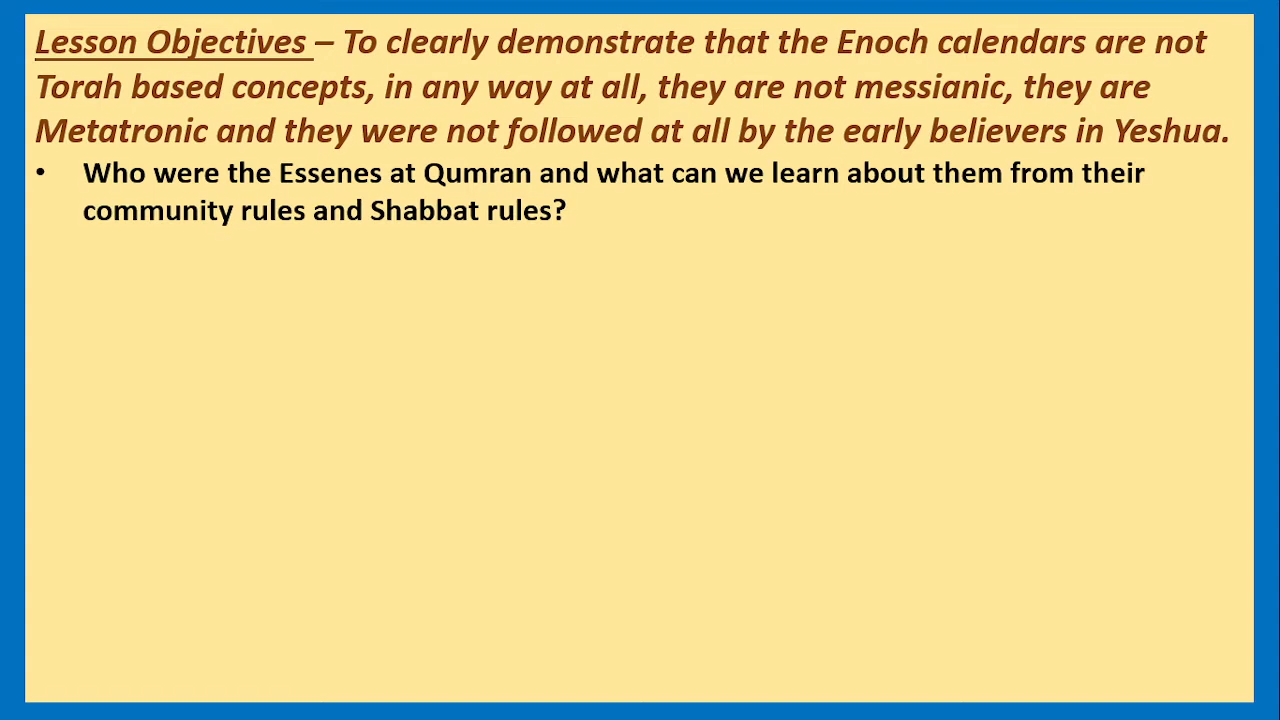 Lesson Objectives – To clearly demonstrate that the Enoch calendars are not
Torah based concepts, in any way at all, they are not messianic, they are
Metatronic and they were not followed at all by the early believers in Yeshua.
• Who were the Essenes at Qumran and what can we learn about them from their
community rules and Shabbat rules?